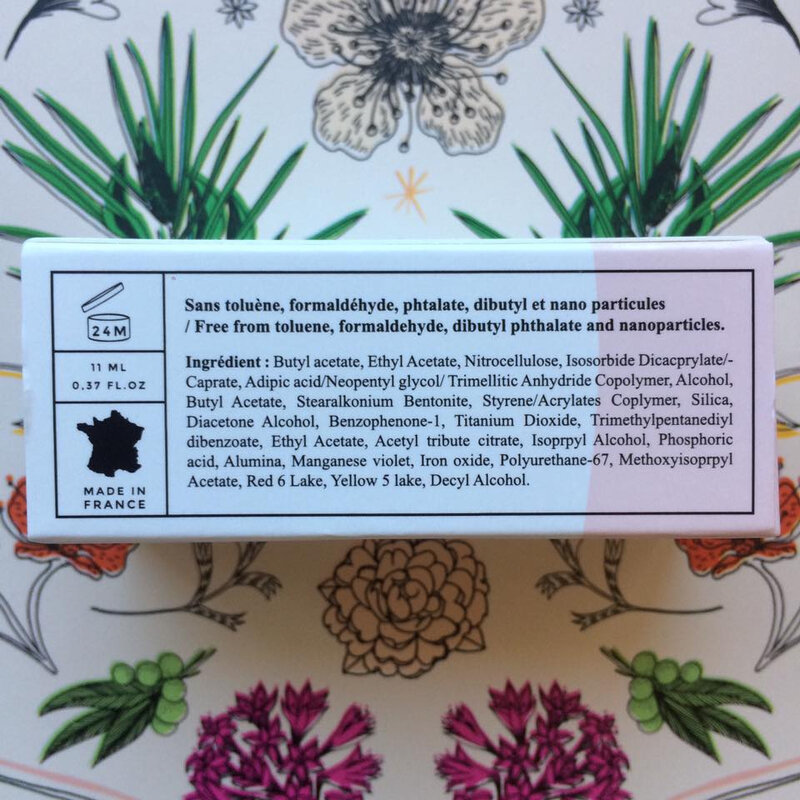 24M
11 ML
0,37 FL.OZ
MADE IN
FRANCE
Sans toluène, formaldéhyde, phtalate, dibutyl et nano particules
/ Free from toluene, formaldehyde, dibutyl phthalate and nanoparticles.
Ingrédient : Butyl acetate, Ethyl Acetate, Nitrocellulose, Isosorbide Dicacprylate/-
Caprate, Adipic acid/Neopentyl glycol/ Trimellitic Anhydride Copolymer, Alcohol,
Butyl Acetate, Stearalkonium Bentonite, Styrene/Acrylates Coplymer, Silica,
Diacetone Alcohol, Benzophenone-1, Titanium Dioxide, Trimethylpentanediyl
dibenzoate, Ethyl Acetate, Acetyl tribute citrate, Isoprpyl Alcohol, Phosphoric
acid, Alumina, Manganese violet, Iron oxide, Polyurethane-67, Methoxyisoprpyl
Acetate, Red 6 Lake, Yellow 5 lake, Decyl Alcohol.